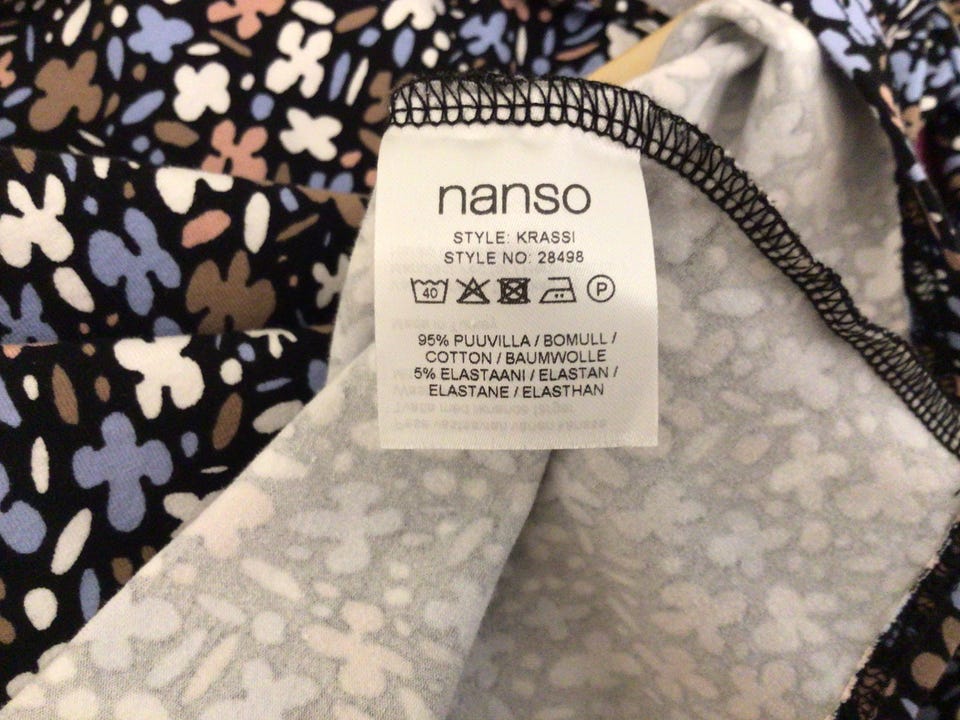 nanso
STYLE: KRASSI
STYLE NO: 28498
40 P
95% PUUVILLA / BOMULL /
COTTON / BAUMWOLLE
5% ELASTAANI / ELASTAN /
ELASTANE / ELASTHAN